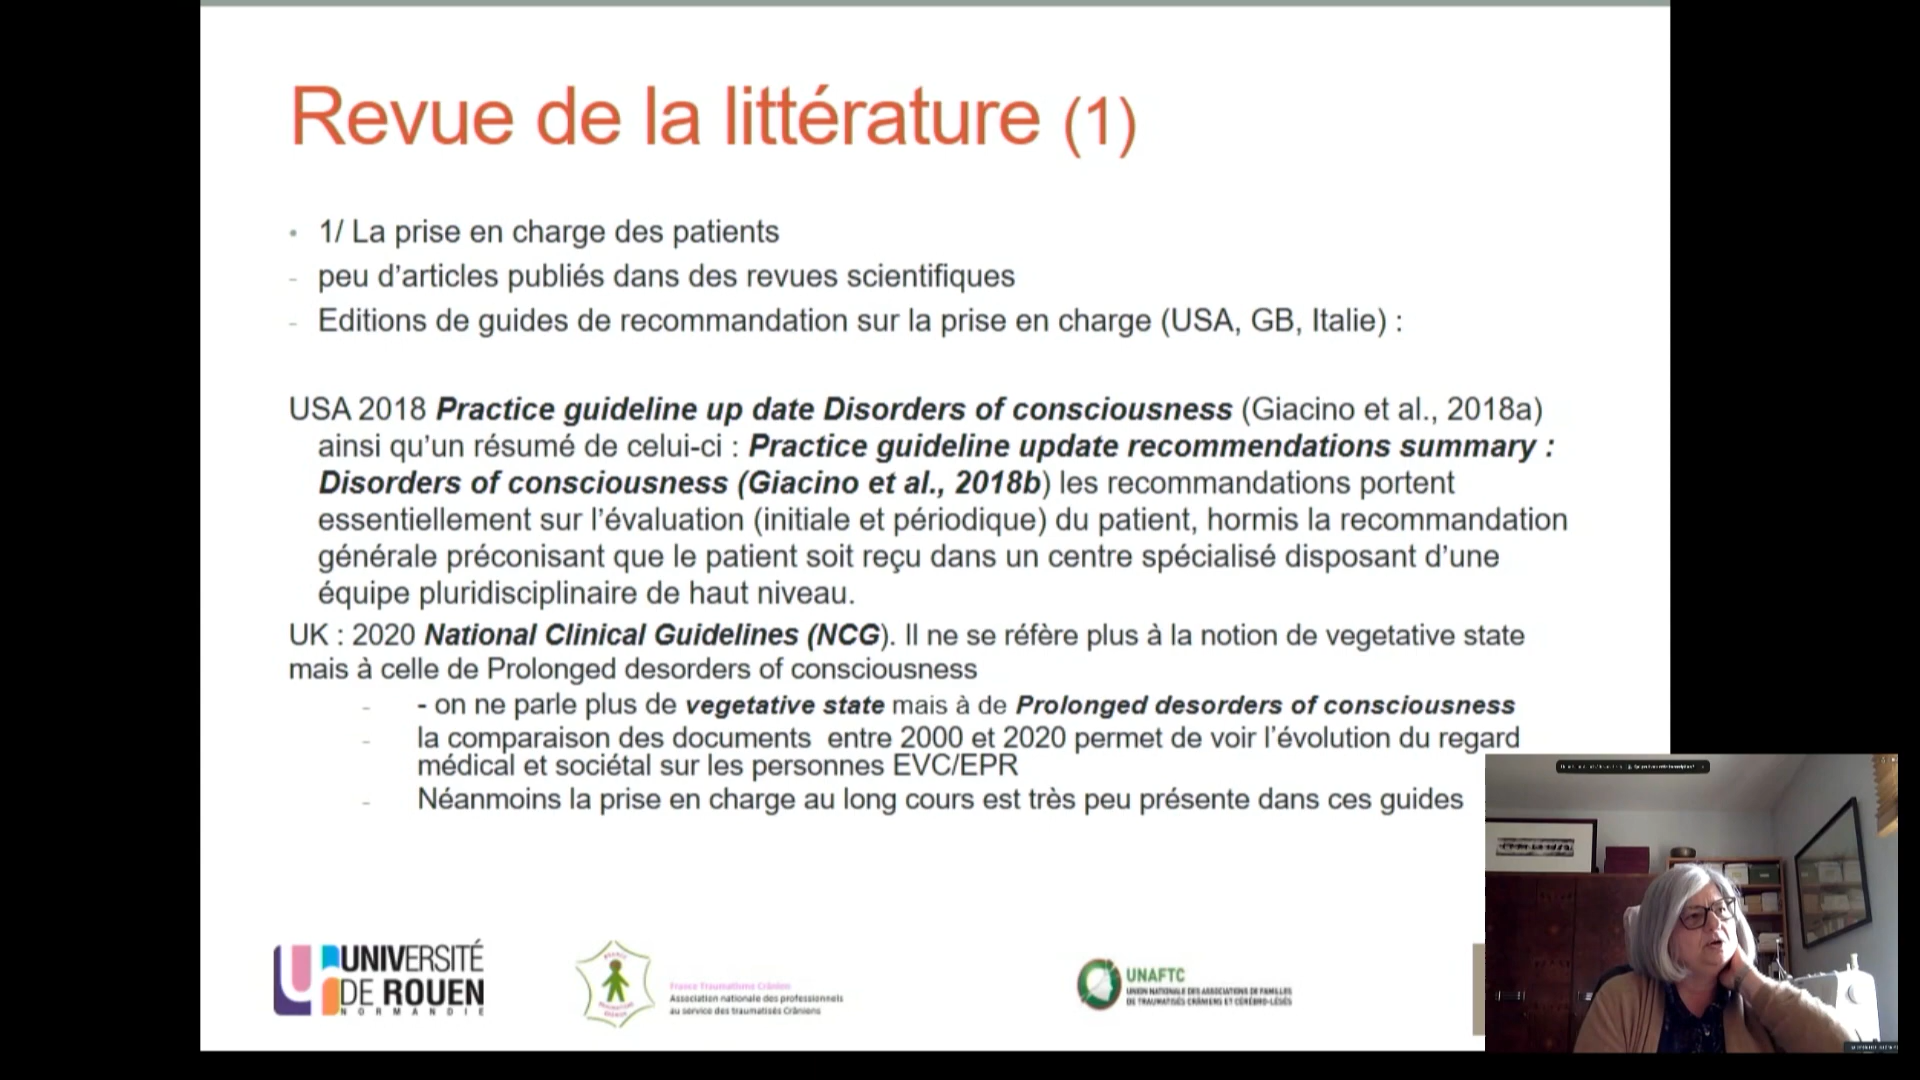 Revue de la littérature (1)
• 1/ La prise en charge des patients
- peu d'articles publiés dans des revues scientifiques
- Editions de guides de recommandation sur la prise en charge (USA, GB, Italie) :
USA 2018 Practice guideline up date Disorders of consciousness (Giacino et al., 2018a)
ainsi qu'un résumé de celui-ci : Practice guideline update recommendations summary :
Disorders of consciousness (Giacino et al., 2018b) les recommandations portent
essentiellement sur l'évaluation (initiale et périodique) du patient, hormis la recommandation
générale préconisant que le patient soit reçu dans un centre spécialisé disposant d'une
équipe pluridisciplinaire de haut niveau.
UK : 2020 National Clinical Guidelines (NCG). Il ne se réfère plus à la notion de vegetative state
mais à celle de Prolonged desorders of consciousness
- - on ne parle plus de vegetative state mais à de Prolonged desorders of consciousness
- la comparaison des documents entre 2000 et 2020 permet de voir l'évolution du regard
médical et sociétal sur les personnes EVC/EPR
- Néanmoins la prise en charge au long cours est très peu présente dans ces guides
UNIVERSITÉ
DE ROUEN
NORMANDIE
France Traumatisme Crânien
Association nationale des professionnels
au service des traumatisés Crâniens
UNAFTC
UNION NATIONALE DES ASSOCIATIONS DE FAMILLES
DE TRAUMATISÉS CRÂNIENS ET CÉRÉBRO-LÉSÉS